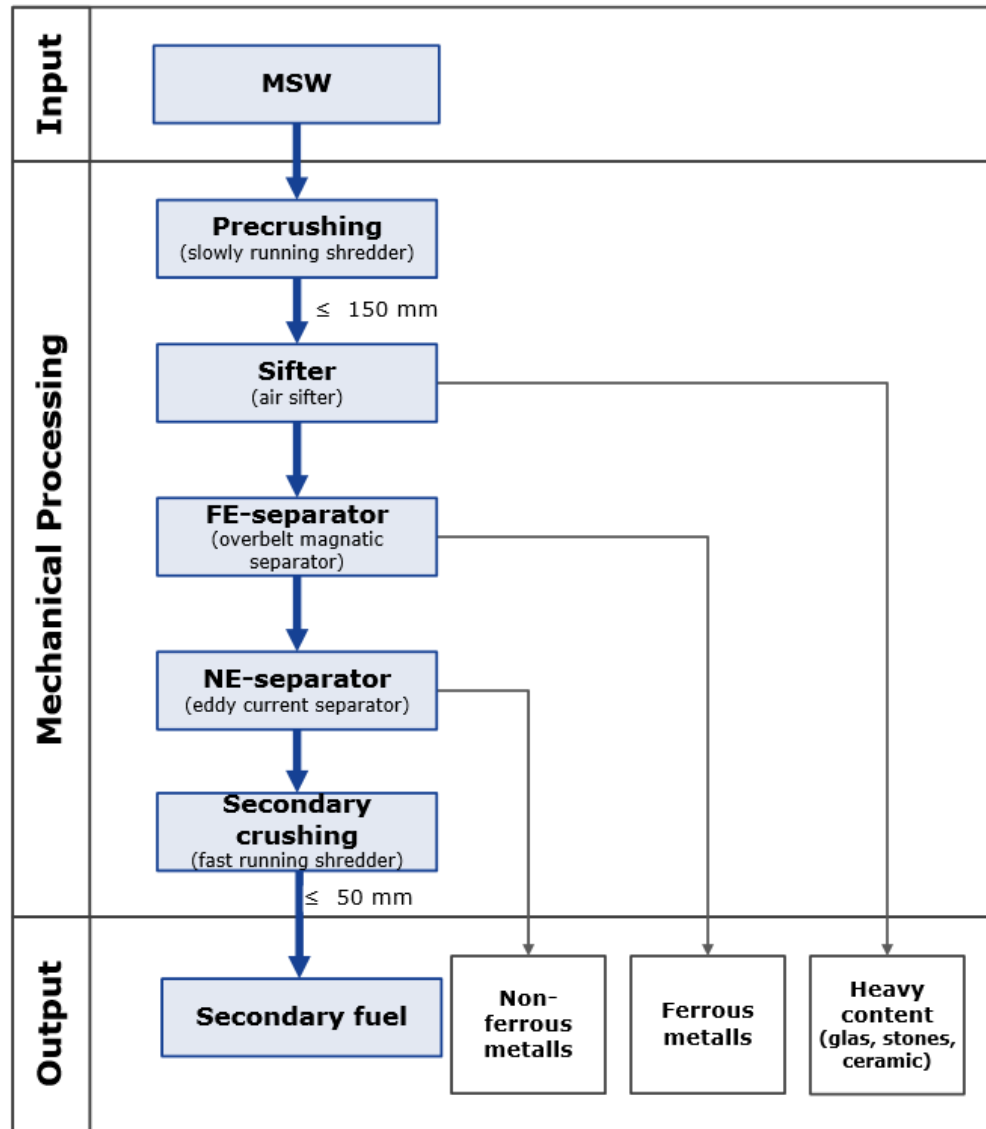 Input
MSW
Mechanical Processing
Precrushing
(slowly running shredder)
≤ 150 mm
Sifter
(air sifter)
FE-separator
(overbelt magnatic
separator)
NE-separator
(eddy current separator)
Secondary
crushing
(fast running shredder)
≤ 50 mm
Output
Secondary fuel
Non-
ferrous
metalls
Ferrous
metalls
Heavy
content
(glas, stones,
ceramic)